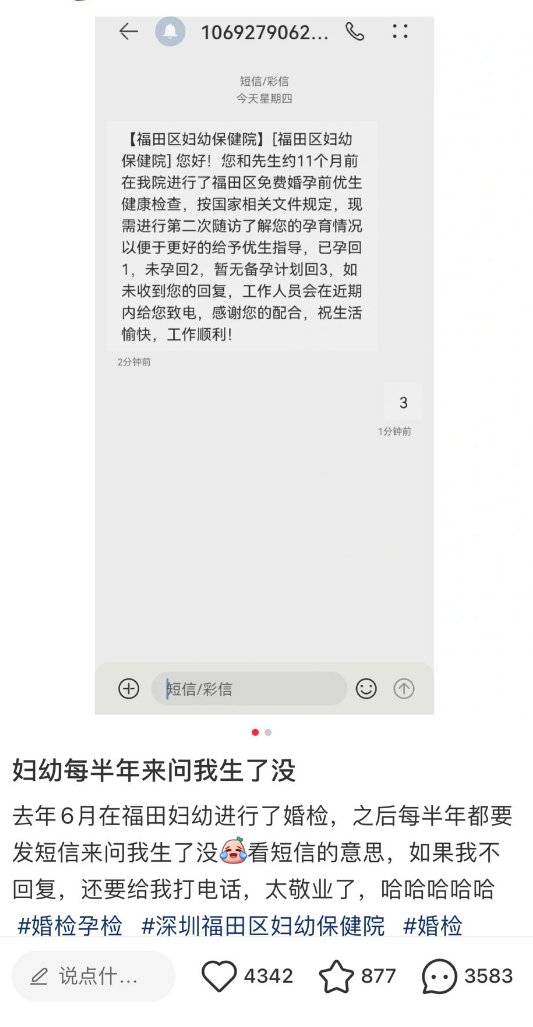 1069279062...
短信/彩信
今天星期四
【福田区妇幼保健院】[福田区妇幼
保健院] 您好！您和先生约11个月前
在我院进行了福田区免费婚孕前优生
健康检查，按国家相关文件规定，现
需进行第二次随访了解您的孕育情况
以便于更好的给予优生指导，已孕回
1，未孕回2，暂无备孕计划回3，如
未收到您的回复，工作人员会在近期
内给您致电，感谢您的配合，祝生活
愉快，工作顺利！
2分钟前
3
1分钟前
短信/彩信
妇幼每半年来问我生了没
去年6月在福田妇幼进行了婚检，之后每半年都要
发短信来问我生了没😂看短信的意思，如果我不
回复，还要给我打电话，太敬业了，哈哈哈哈哈
#婚检孕检 #深圳福田区妇幼保健院 #婚检
说点什... 4342 877 3583